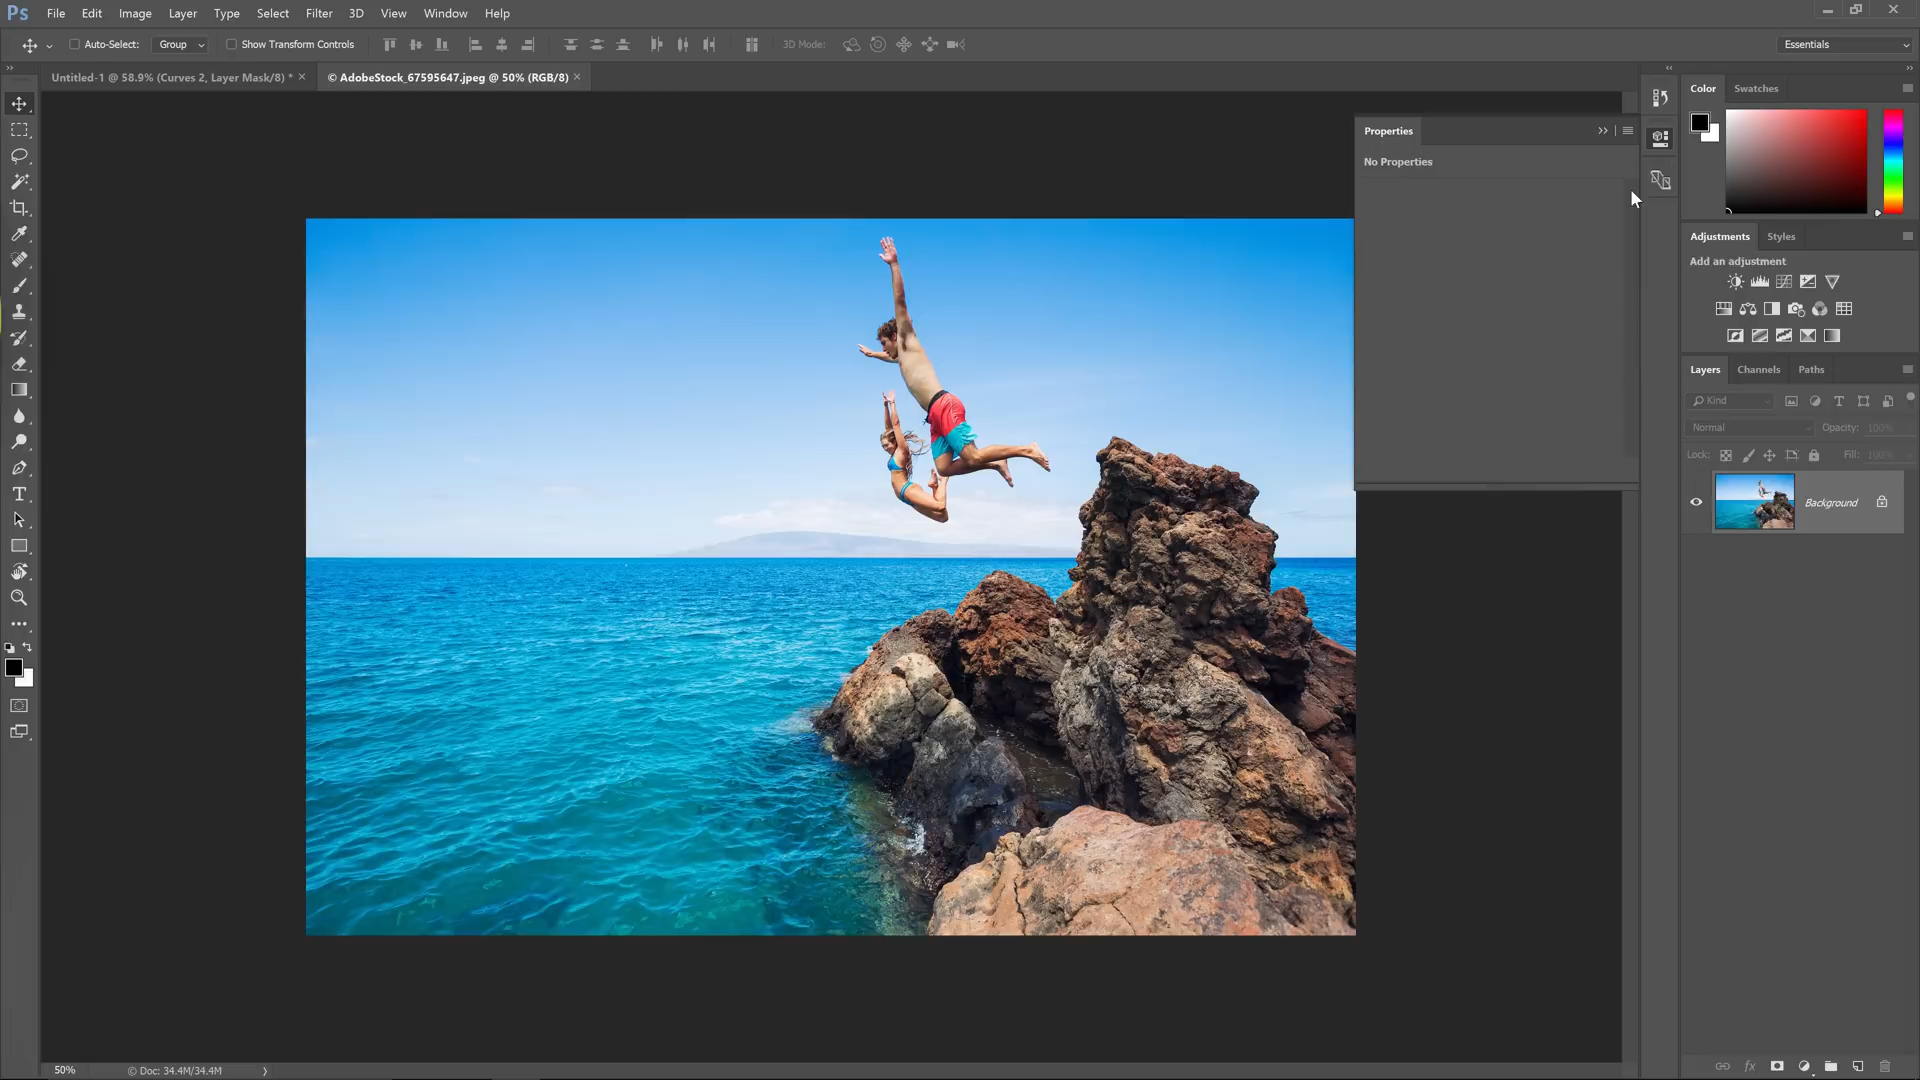 Ps File Edit Image Layer Type Select Filter 3D View Window Help
Auto-Select: Group Show Transform Controls 3D Mode: Essentials
Untitled-1 @ 58.9% (Curves 2, Layer Mask/8) * × © AdobeStock_67595647.jpeg @ 50% (RGB/8) ×
Color Swatches
Properties
No Properties
Adjustments Styles
Add an adjustment
Layers Channels Paths
Kind
Normal Opacity: 100%
Lock: Fill: 100%
Background
fx
50% © Doc: 34.4M/34.4M